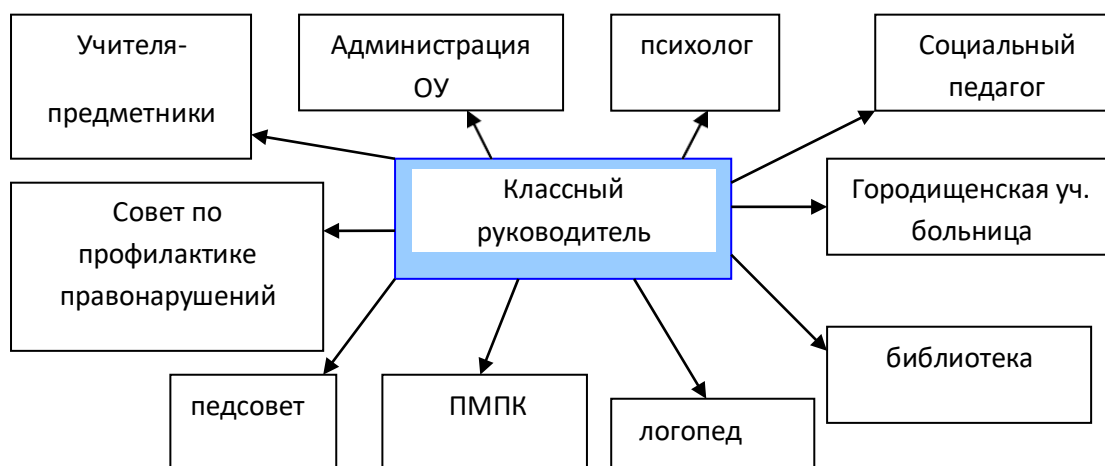 Учителя-
предметники
Администрация
ОУ
психолог
Социальный
педагог
Классный
руководитель
Городищенская уч.
больница
Совет по
профилактике
правонарушений
библиотека
педсовет
ПМПК
логопед